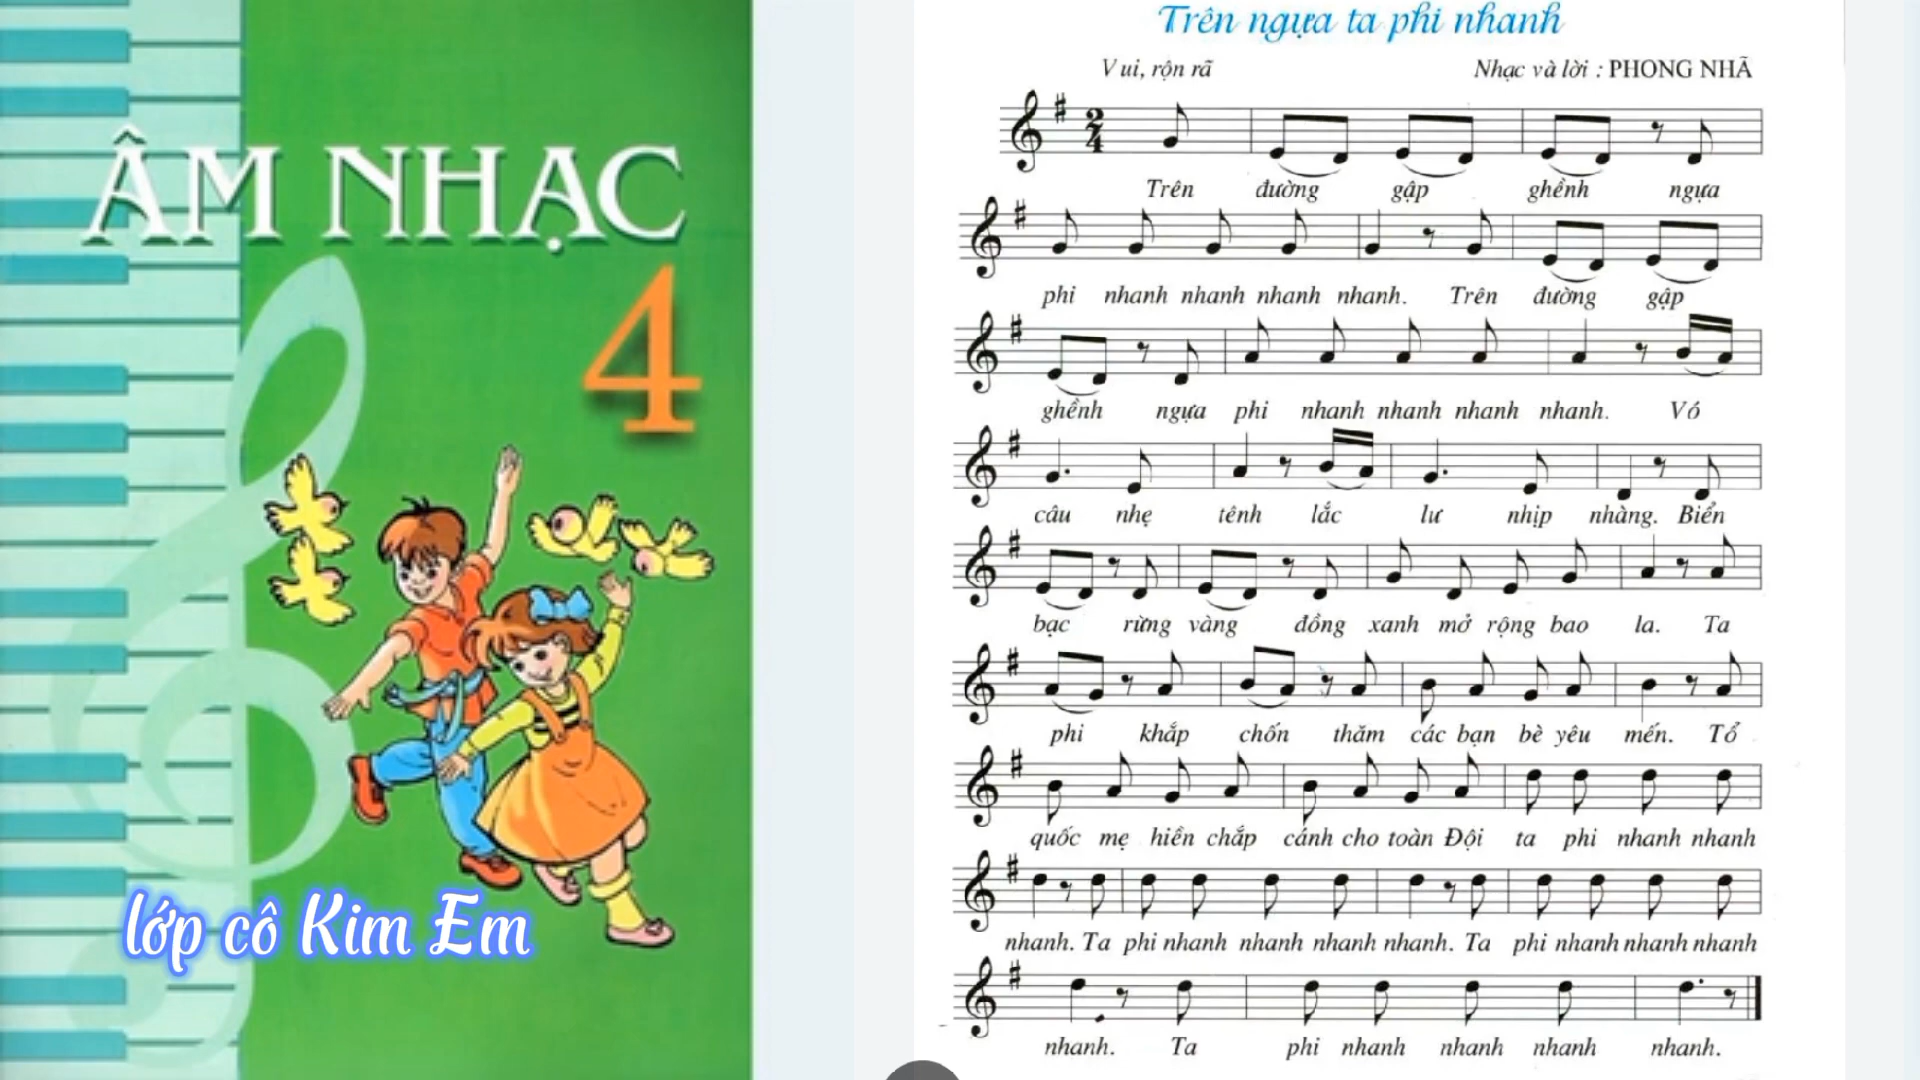 ÂM NHẠC
4
lớp cô Kim Em
Trên ngựa ta phi nhanh
Vui, rộn rã
Nhạc và lời : PHONG NHÃ
2
4
Trên đường gập ghềnh ngựa
phi nhanh nhanh nhanh nhanh. Trên đường gập
ghềnh ngựa phi nhanh nhanh nhanh nhanh. Vó
câu nhẹ tênh lắc lư nhịp nhàng. Biển
bạc rừng vàng đồng xanh mở rộng bao la. Ta
phi khắp chốn thăm các bạn bè yêu mến. Tổ
quốc mẹ hiền chắp cánh cho toàn Đội ta phi nhanh nhanh
nhanh. Ta phi nhanh nhanh nhanh nhanh. Ta phi nhanh nhanh nhanh
nhanh. Ta phi nhanh nhanh nhanh nhanh.